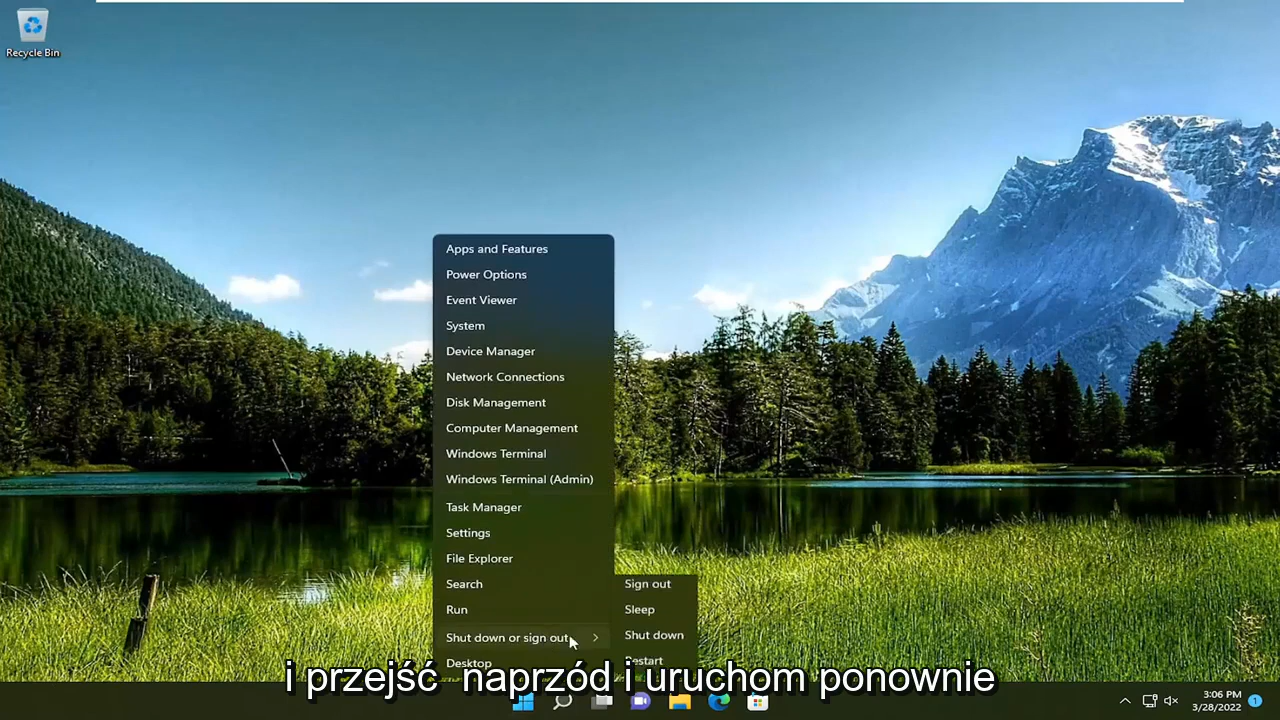 Recycle Bin
Apps and Features
Power Options
Event Viewer
System
Device Manager
Network Connections
Disk Management
Computer Management
Windows Terminal
Windows Terminal (Admin)
Task Manager
Settings
File Explorer
Search
Run
Shut down or sign out
Desktop
Sign out
Sleep
Shut down
Restart
i przejść naprzód i uruchom ponownie
3:06 PM
3/28/2022
1